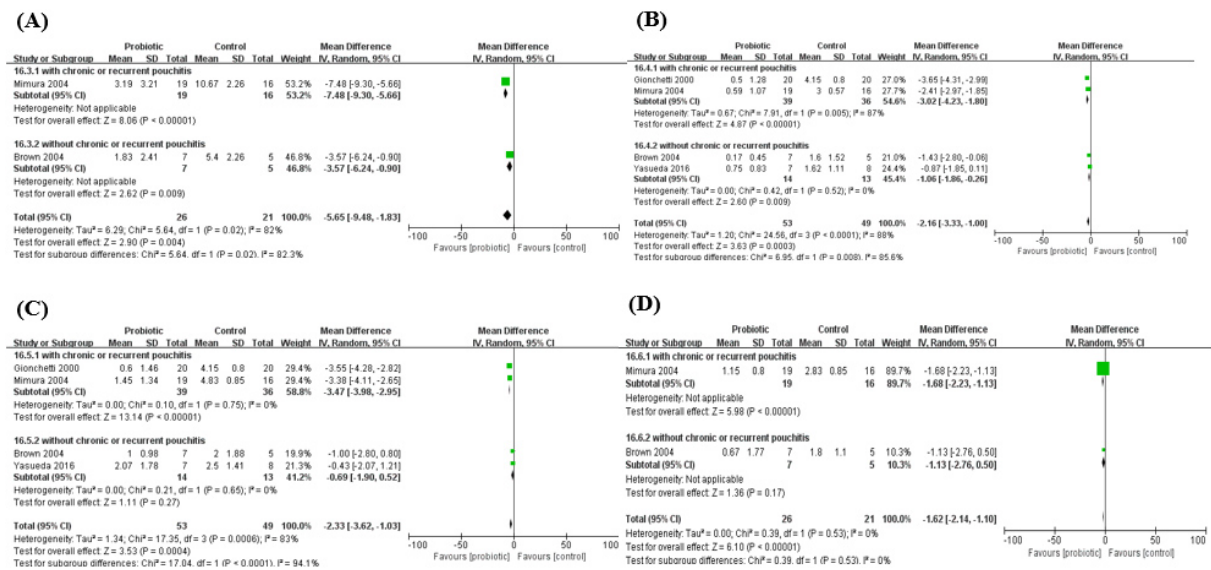 (A)
Probiotic Control Mean Difference Mean Difference
Study or Subgroup Mean SD Total Mean SD Total Weight IV, Random, 95% CI IV, Random, 95% CI
16.3.1 with chronic or recurrent pouchitis
Mimura 2004 3.19 3.21 19 10.67 2.26 16 53.2% -7.48 [-9.30, -5.66]
Subtotal (95% CI) 19 16 53.2% -7.48 [-9.30, -5.66]
Heterogeneity: Not applicable
Test for overall effect: Z = 8.06 (P < 0.00001)
16.3.2 without chronic or recurrent pouchitis
Brown 2004 1.83 2.41 7 5.4 2.26 5 46.8% -3.57 [-6.24, -0.90]
Subtotal (95% CI) 7 5 46.8% -3.57 [-6.24, -0.90]
Heterogeneity: Not applicable
Test for overall effect: Z = 2.62 (P = 0.009)
Total (95% CI) 26 21 100.0% -5.65 [-9.48, -1.83]
Heterogeneity: Tau² = 6.29; Chi² = 5.64, df = 1 (P = 0.02); I² = 82%
Test for overall effect: Z = 2.90 (P = 0.004)
Test for subgroup differences: Chi² = 5.64, df = 1 (P = 0.02), I² = 82.3%
-100 -50 0 50 100
Favours [probiotic] Favours [control]
(B)
Probiotic Control Mean Difference Mean Difference
Study or Subgroup Mean SD Total Mean SD Total Weight IV, Random, 95% CI IV, Random, 95% CI
16.4.1 with chronic or recurrent pouchitis
Gionchetti 2000 0.5 1.28 20 4.15 0.8 20 27.0% -3.65 [-4.31, -2.99]
Mimura 2004 0.59 1.07 19 3 0.57 16 27.7% -2.41 [-2.97, -1.85]
Subtotal (95% CI) 39 36 54.6% -3.02 [-4.23, -1.80]
Heterogeneity: Tau² = 0.67; Chi² = 7.91, df = 1 (P = 0.005); I² = 87%
Test for overall effect: Z = 4.87 (P < 0.00001)
16.4.2 without chronic or recurrent pouchitis
Brown 2004 0.17 0.45 7 1.6 1.52 5 21.0% -1.43 [-2.80, -0.06]
Yasueda 2016 0.75 0.83 7 1.62 1.11 8 24.4% -0.87 [-1.85, 0.11]
Subtotal (95% CI) 14 13 45.4% -1.06 [-1.86, -0.26]
Heterogeneity: Tau² = 0.00; Chi² = 0.42, df = 1 (P = 0.52); I² = 0%
Test for overall effect: Z = 2.60 (P = 0.009)
Total (95% CI) 53 49 100.0% -2.16 [-3.33, -1.00]
Heterogeneity: Tau² = 1.20; Chi² = 24.56, df = 3 (P < 0.0001); I² = 88%
Test for overall effect: Z = 3.63 (P = 0.0003)
Test for subgroup differences: Chi² = 6.95, df = 1 (P = 0.008), I² = 85.6%
-100 -50 0 50 100
Favours [probiotic] Favours [control]
(C)
Probiotic Control Mean Difference Mean Difference
Study or Subgroup Mean SD Total Mean SD Total Weight IV, Random, 95% CI IV, Random, 95% CI
16.5.1 with chronic or recurrent pouchitis
Gionchetti 2000 0.6 1.46 20 4.15 0.8 20 29.4% -3.55 [-4.28, -2.82]
Mimura 2004 1.45 1.34 19 4.83 0.85 16 29.4% -3.38 [-4.11, -2.65]
Subtotal (95% CI) 39 36 58.8% -3.47 [-3.98, -2.95]
Heterogeneity: Tau² = 0.00; Chi² = 0.10, df = 1 (P = 0.75); I² = 0%
Test for overall effect: Z = 13.14 (P < 0.00001)
16.5.2 without chronic or recurrent pouchitis
Brown 2004 1 0.98 7 2 1.88 5 19.9% -1.00 [-2.80, 0.80]
Yasueda 2016 2.07 1.78 7 2.5 1.41 8 21.3% -0.43 [-2.07, 1.21]
Subtotal (95% CI) 14 13 41.2% -0.69 [-1.90, 0.52]
Heterogeneity: Tau² = 0.00; Chi² = 0.21, df = 1 (P = 0.65); I² = 0%
Test for overall effect: Z = 1.11 (P = 0.27)
Total (95% CI) 53 49 100.0% -2.33 [-3.62, -1.03]
Heterogeneity: Tau² = 1.34; Chi² = 17.35, df = 3 (P = 0.0006); I² = 83%
Test for overall effect: Z = 3.53 (P = 0.0004)
Test for subgroup differences: Chi² = 17.04, df = 1 (P < 0.0001), I² = 94.1%
-100 -50 0 50 100
Favours [probiotic] Favours [control]
(D)
Probiotic Control Mean Difference Mean Difference
Study or Subgroup Mean SD Total Mean SD Total Weight IV, Random, 95% CI IV, Random, 95% CI
16.6.1 with chronic or recurrent pouchitis
Mimura 2004 1.15 0.8 19 2.83 0.85 16 89.7% -1.68 [-2.23, -1.13]
Subtotal (95% CI) 19 16 89.7% -1.68 [-2.23, -1.13]
Heterogeneity: Not applicable
Test for overall effect: Z = 5.98 (P < 0.00001)
16.6.2 without chronic or recurrent pouchitis
Brown 2004 0.67 1.77 7 1.8 1.1 5 10.3% -1.13 [-2.76, 0.50]
Subtotal (95% CI) 7 5 10.3% -1.13 [-2.76, 0.50]
Heterogeneity: Not applicable
Test for overall effect: Z = 1.36 (P = 0.17)
Total (95% CI) 26 21 100.0% -1.62 [-2.14, -1.10]
Heterogeneity: Tau² = 0.00; Chi² = 0.39, df = 1 (P = 0.53); I² = 0%
Test for overall effect: Z = 6.10 (P < 0.00001)
Test for subgroup differences: Chi² = 0.39, df = 1 (P = 0.53), I² = 0%
-100 -50 0 50 100
Favours [probiotic] Favours [control]